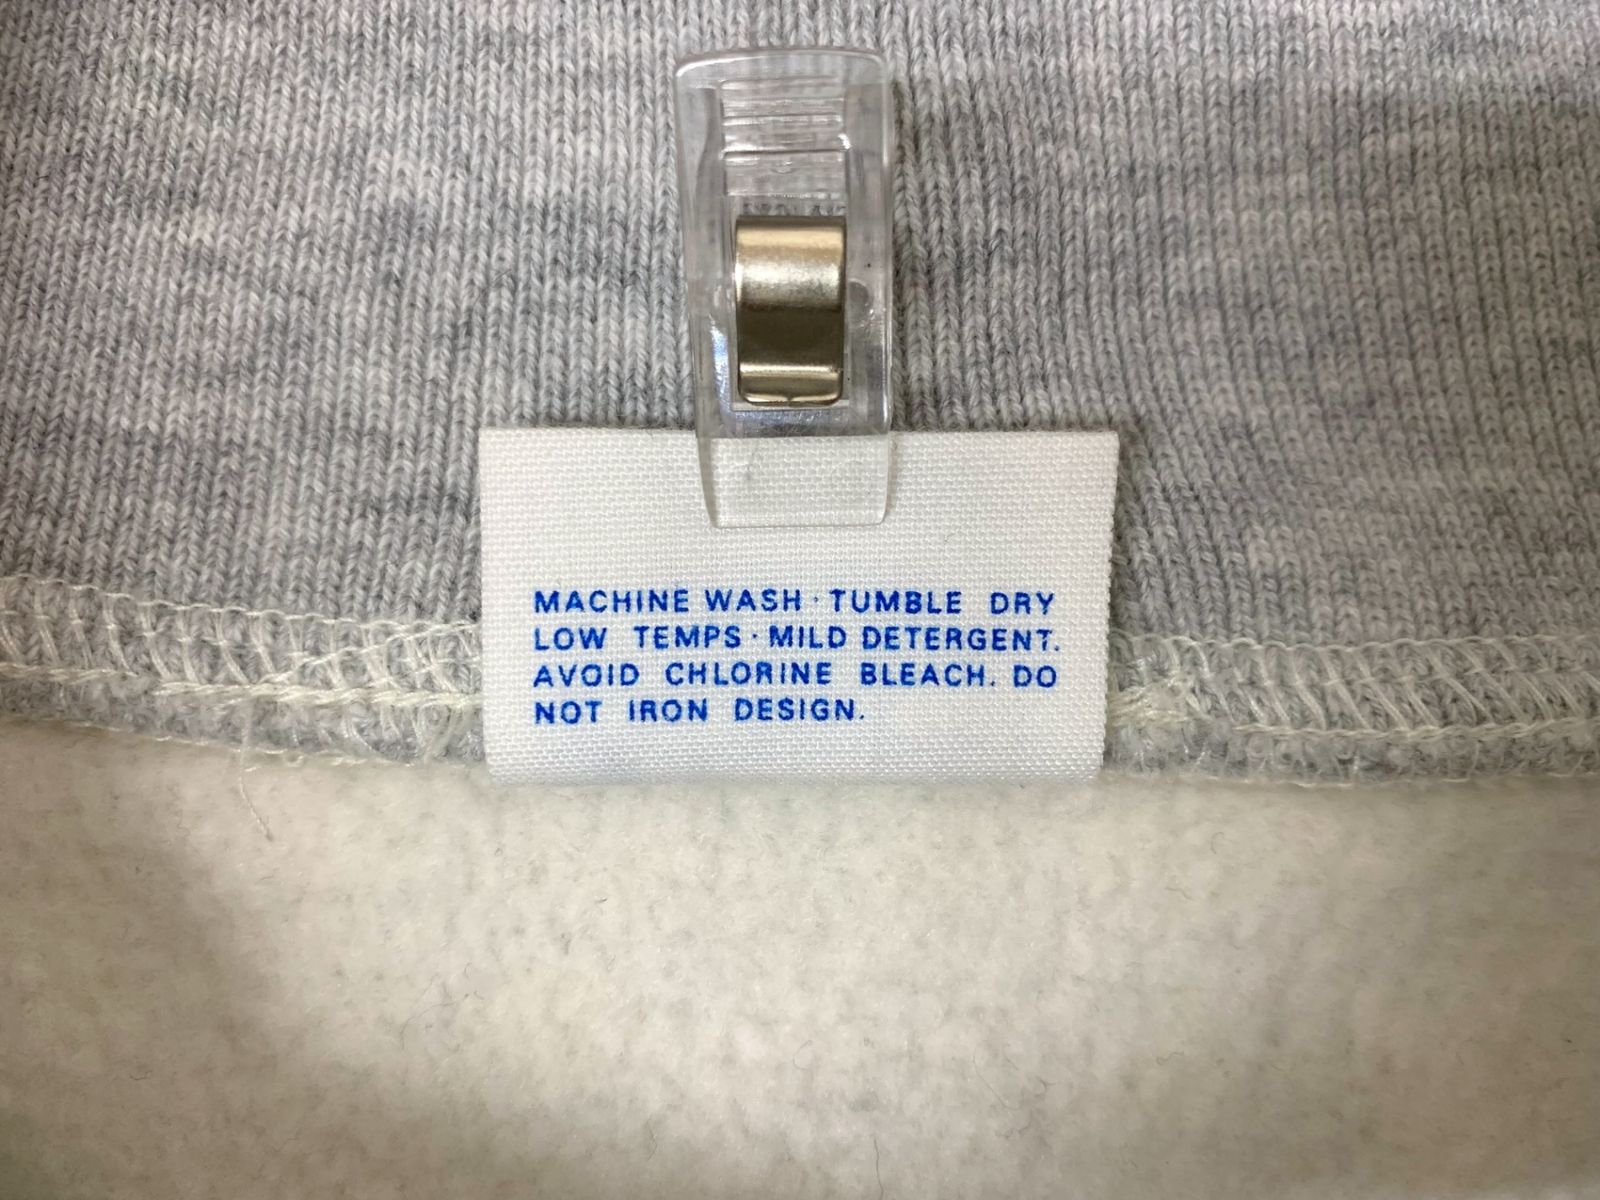 MACHINE WASH · TUMBLE DRY
LOW TEMPS · MILD DETERGENT.
AVOID CHLORINE BLEACH. DO
NOT IRON DESIGN.